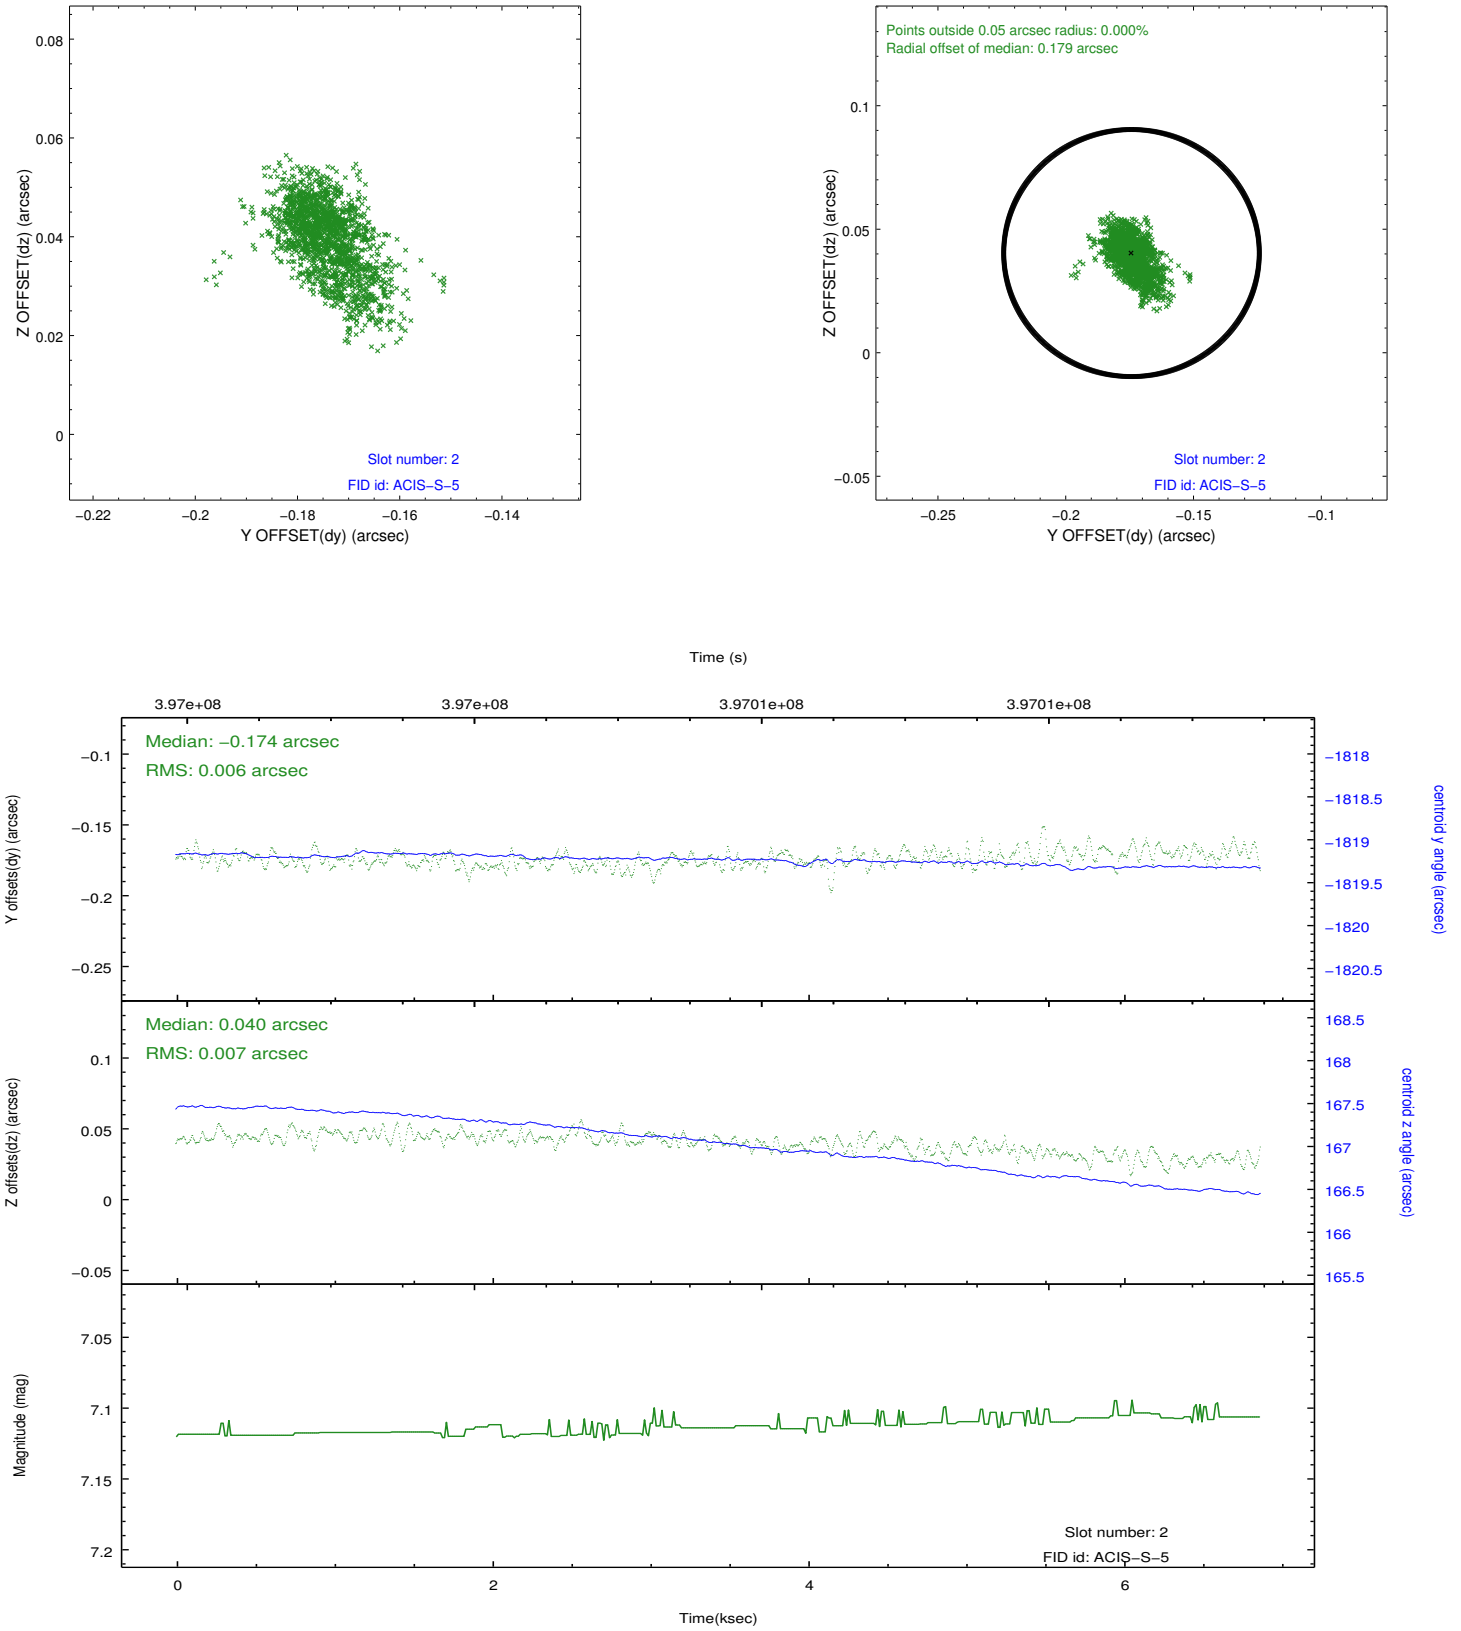 0.08
0.06
0.04
0.02
0
Z OFFSET(dz) (arcsec)
Slot number: 2
FID id: ACIS−S−5
−0.22 −0.2 −0.18 −0.16 −0.14
Y OFFSET(dy) (arcsec)
Points outside 0.05 arcsec radius: 0.000%
Radial offset of median: 0.179 arcsec
0.1
0.05
0
−0.05
Z OFFSET(dz) (arcsec)
Slot number: 2
FID id: ACIS−S−5
−0.25 −0.2 −0.15 −0.1
Y OFFSET(dy) (arcsec)
Time (s)
3.97e+08 3.97e+08 3.9701e+08 3.9701e+08
Median: −0.174 arcsec
RMS: 0.006 arcsec
−0.1
−0.15
−0.2
−0.25
Y offsets(dy) (arcsec)
−1818
−1818.5
−1819
−1819.5
−1820
−1820.5
centroid y angle (arcsec)
Median: 0.040 arcsec
RMS: 0.007 arcsec
0.1
0.05
0
−0.05
Z offsets(dz) (arcsec)
168.5
168
167.5
167
166.5
166
165.5
centroid z angle (arcsec)
7.05
7.1
7.15
7.2
Magnitude (mag)
Slot number: 2
FID id: ACIS−S−5
0 2 4 6
Time(ksec)